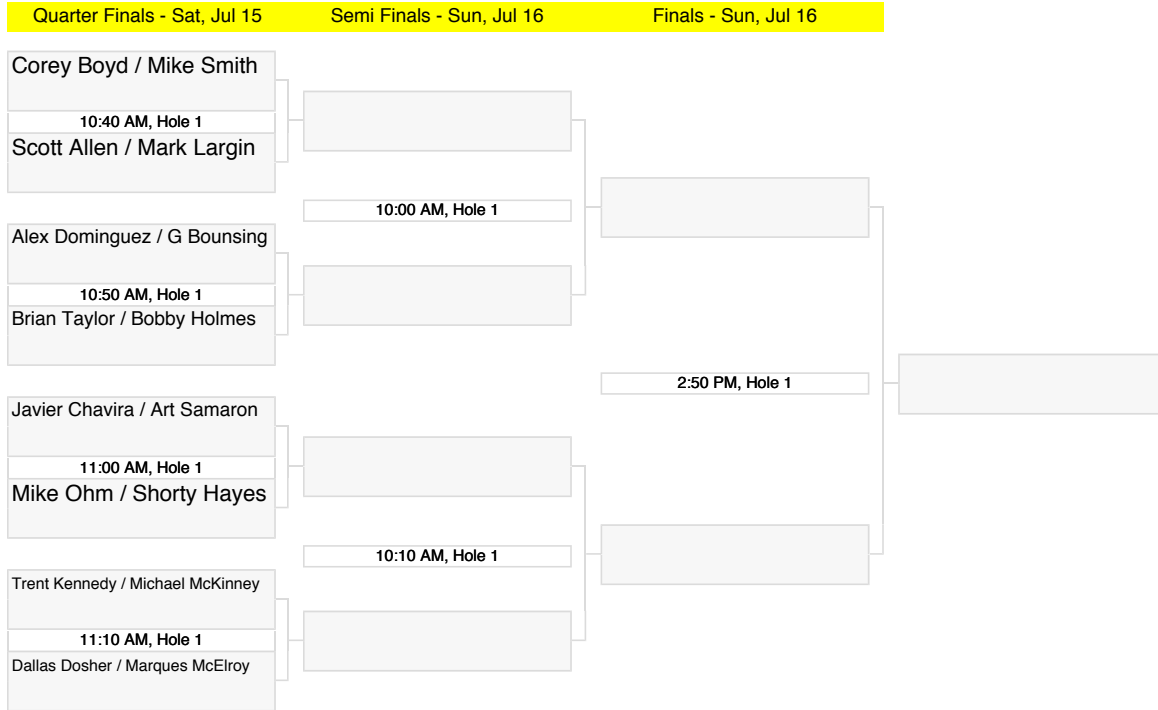 Quarter Finals - Sat, Jul 15
Semi Finals - Sun, Jul 16
Finals - Sun, Jul 16
Corey Boyd / Mike Smith
10:40 AM, Hole 1
Scott Allen / Mark Largin
10:00 AM, Hole 1
Alex Dominguez / G Bounsing
10:50 AM, Hole 1
Brian Taylor / Bobby Holmes
2:50 PM, Hole 1
Javier Chavira / Art Samaron
11:00 AM, Hole 1
Mike Ohm / Shorty Hayes
10:10 AM, Hole 1
Trent Kennedy / Michael McKinney
11:10 AM, Hole 1
Dallas Dosher / Marques McElroy